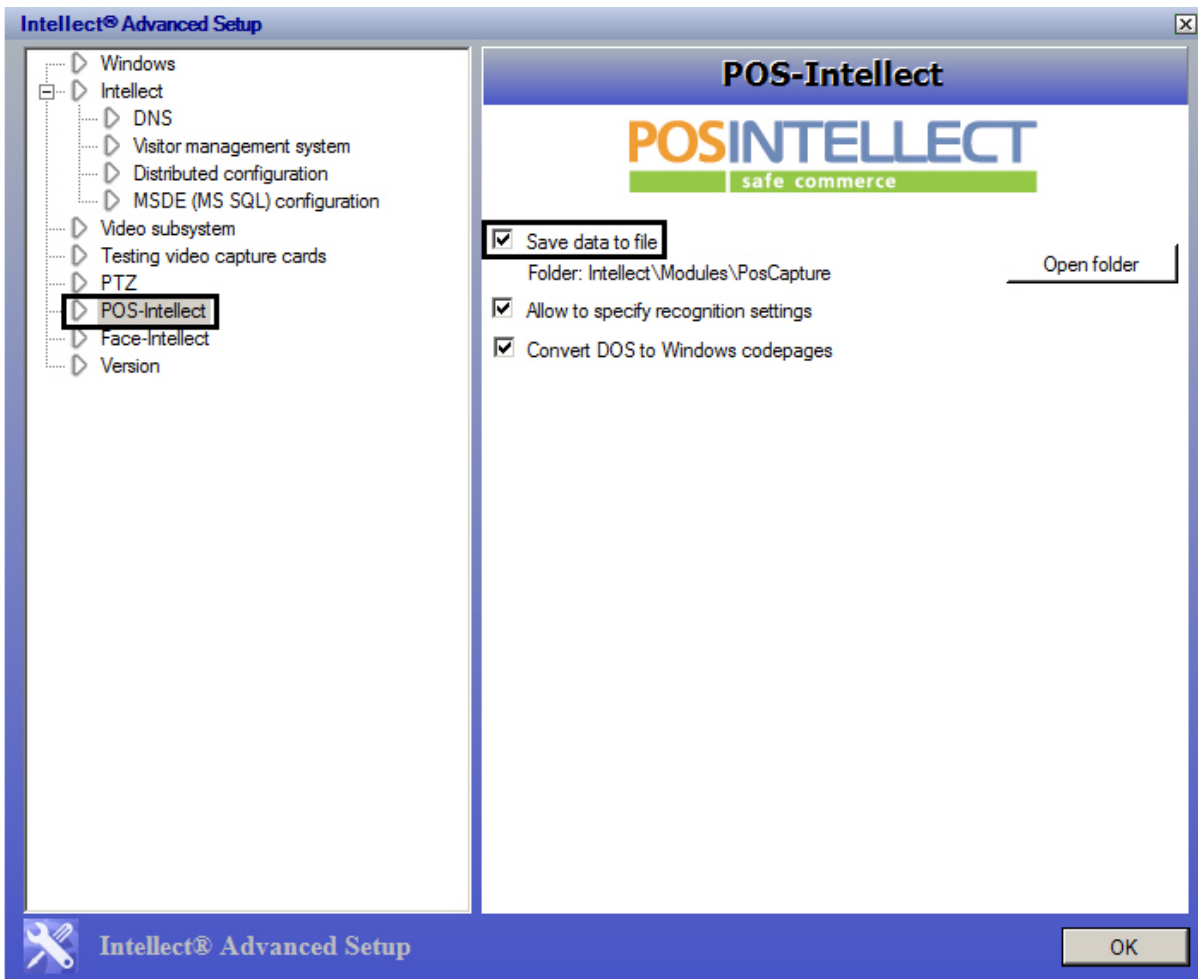 Intellect® Advanced Setup
Windows
Intellect
DNS
Visitor management system
Distributed configuration
MSDE (MS SQL) configuration
Video subsystem
Testing video capture cards
PTZ
POS-Intellect
Face-Intellect
Version
POS-Intellect
POSINTELLECT
safe commerce
Save data to file
Folder: Intellect\Modules\PosCapture
Open folder
Allow to specify recognition settings
Convert DOS to Windows codepages
Intellect® Advanced Setup
OK